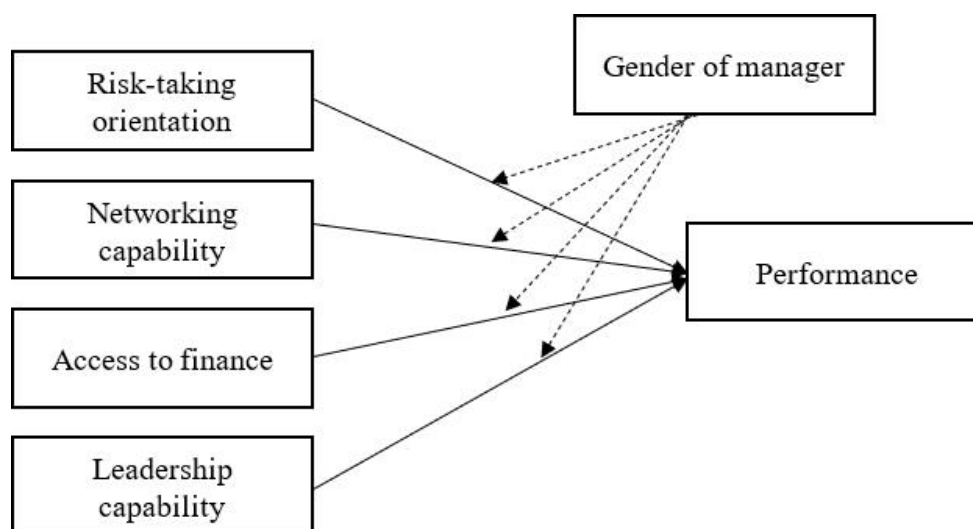 Risk-taking
orientation
Gender of manager
Networking
capability
Performance
Access to finance
Leadership
capability